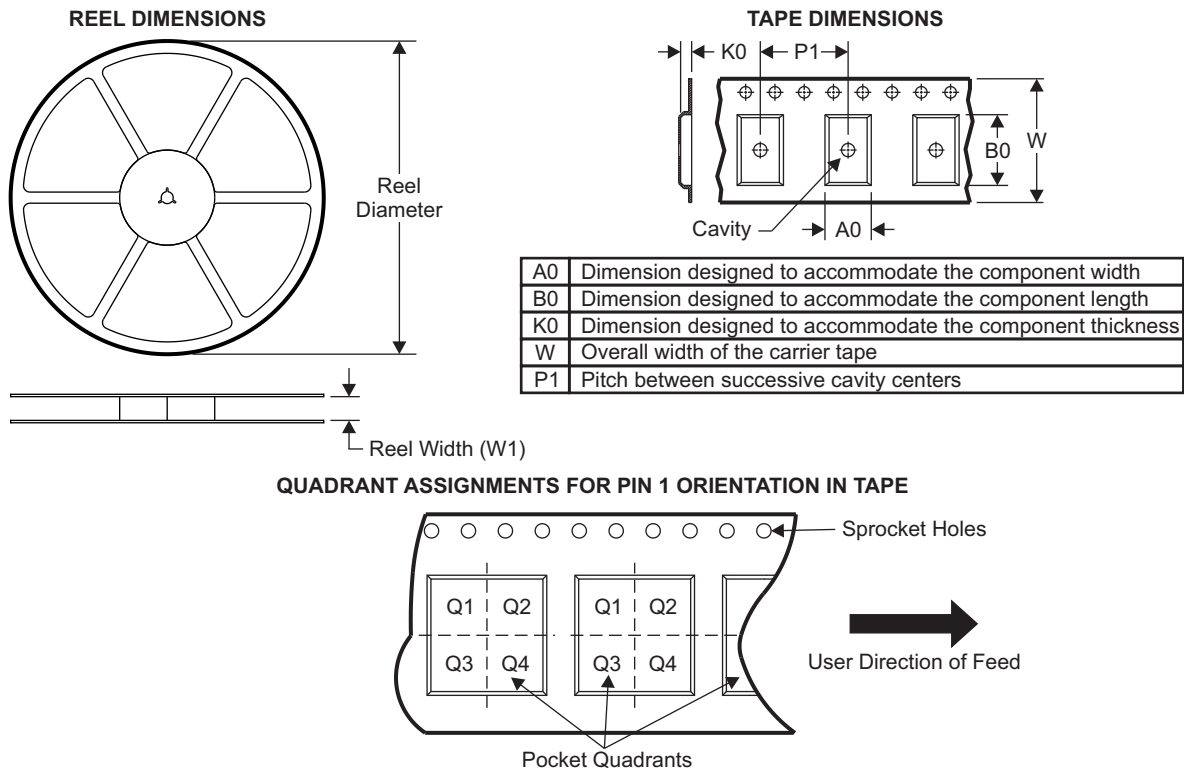 REEL DIMENSIONS
Reel
Diameter
Reel Width (W1)
TAPE DIMENSIONS
K0
P1
W
B0
Cavity
A0
A0 Dimension designed to accommodate the component width
B0 Dimension designed to accommodate the component length
K0 Dimension designed to accommodate the component thickness
W Overall width of the carrier tape
P1 Pitch between successive cavity centers
QUADRANT ASSIGNMENTS FOR PIN 1 ORIENTATION IN TAPE
Sprocket Holes
Q1 Q2 Q1 Q2
Q3 Q4 Q3 Q4
User Direction of Feed
Pocket Quadrants